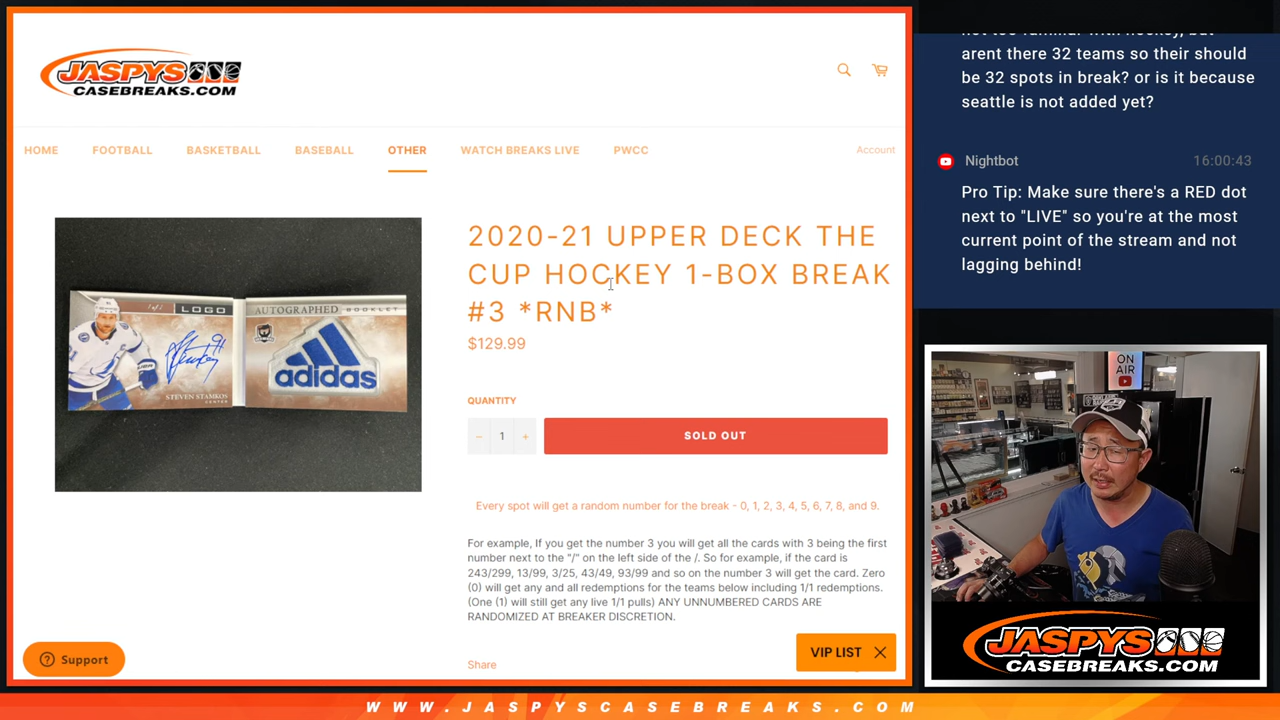 JASPYS
CASEBREAKS.COM
HOME FOOTBALL BASKETBALL BASEBALL OTHER WATCH BREAKS LIVE PWCC Account
LOGO
AUTOGRAPHED BOOKLET
adidas
STEVEN STAMKOS
CENTER
2020-21 UPPER DECK THE
CUP HOCKEY 1-BOX BREAK
#3 *RNB*
$129.99
QUANTITY
− 1 +
SOLD OUT
Every spot will get a random number for the break - 0, 1, 2, 3, 4, 5, 6, 7, 8, and 9.
For example, If you get the number 3 you will get all the cards with 3 being the first
number next to the "/" on the left side of the /. So for example, if the card is
243/299, 13/99, 3/25, 43/49, 93/99 and so on the number 3 will get the card. Zero
(0) will get any and all redemptions for the teams below including 1/1 redemptions.
(One (1) will still get any live 1/1 pulls) ANY UNNUMBERED CARDS ARE
RANDOMIZED AT BREAKER DISCRETION.
Share
Support
VIP LIST
arent there 32 teams so their should
be 32 spots in break? or is it because
seattle is not added yet?
Nightbot 16:00:43
Pro Tip: Make sure there's a RED dot
next to "LIVE" so you're at the most
current point of the stream and not
lagging behind!
ON
AIR
JASPYS
CASEBREAKS.COM
WWW.JASPYSCASEBREAKS.COM